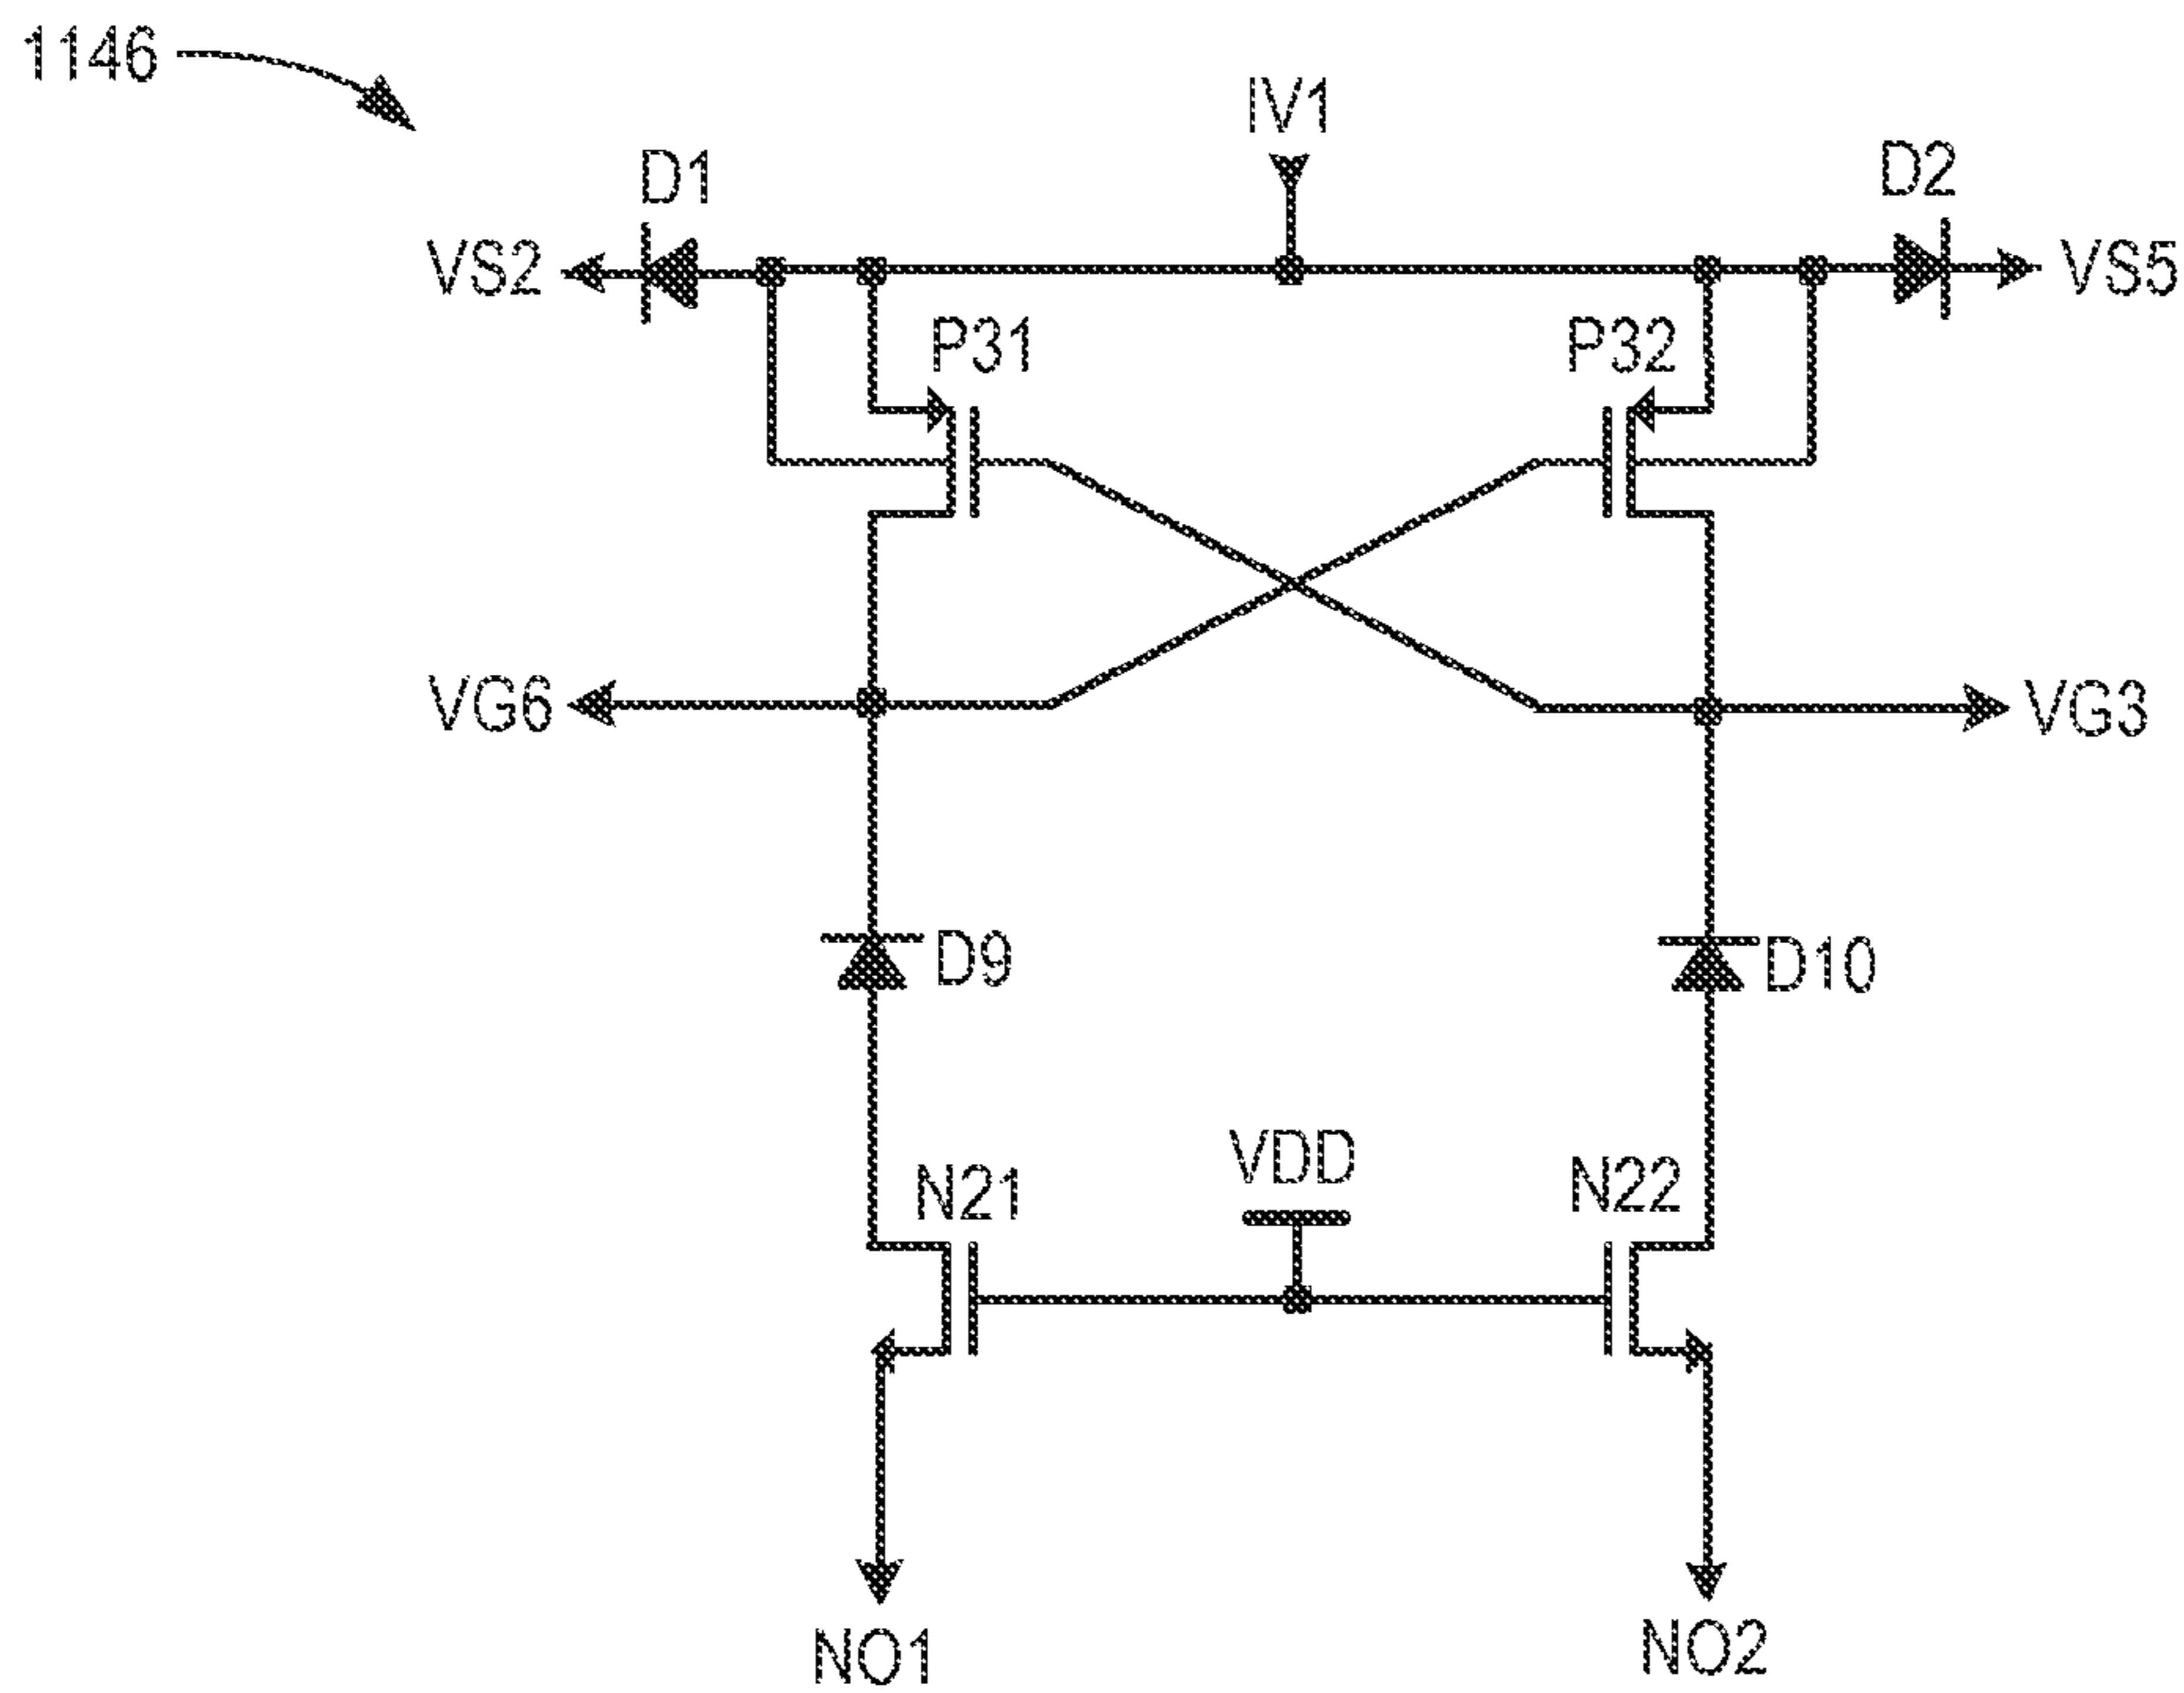 1146
IV1
D1
D2
VS2
VS5
P31
P32
VG6
VG3
D9
D10
VDD
N21
N22
NO1
NO2